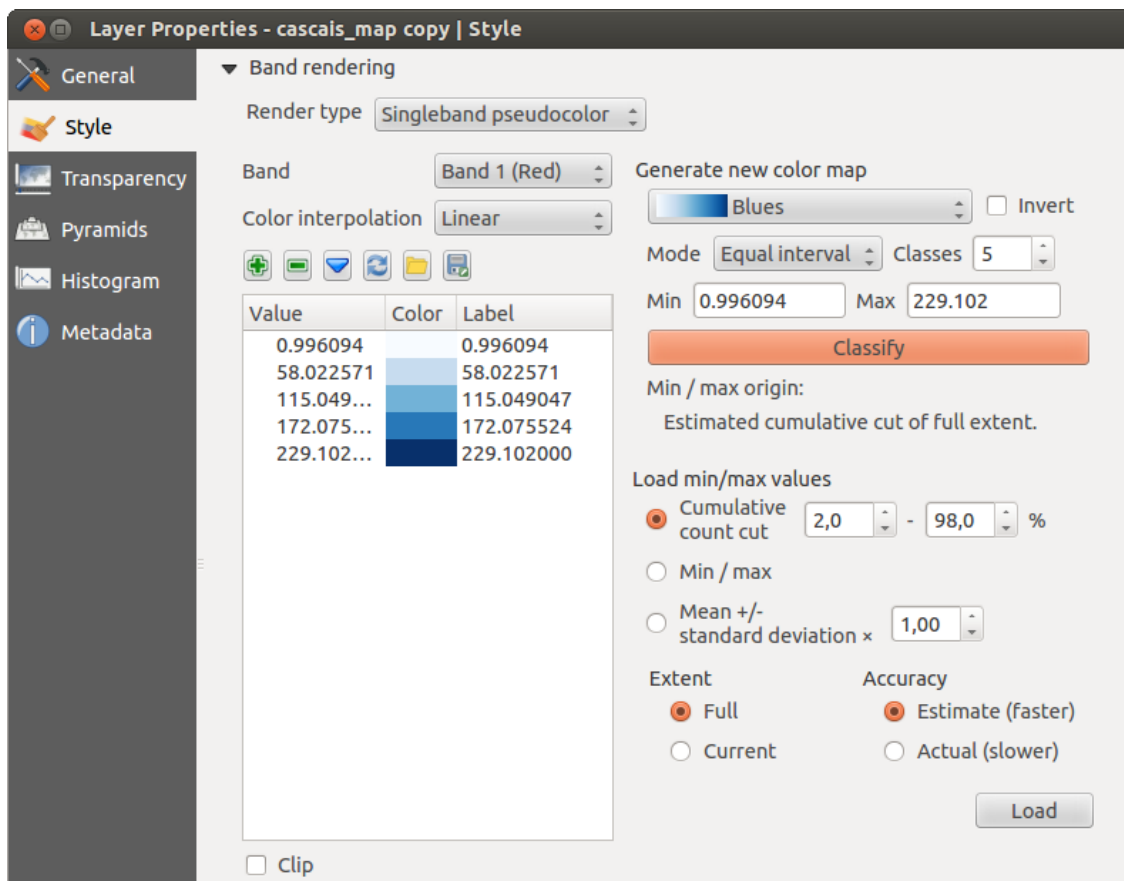 Layer Properties - cascais_map copy | Style
General
Style
Transparency
Pyramids
Histogram
Metadata
Band rendering
Render type Singleband pseudocolor
Band Band 1 (Red)
Color interpolation Linear
Value Color Label
0.996094 0.996094
58.022571 58.022571
115.049... 115.049047
172.075... 172.075524
229.102... 229.102000
Clip
Generate new color map
Blues Invert
Mode Equal interval Classes 5
Min 0.996094 Max 229.102
Classify
Min / max origin:
Estimated cumulative cut of full extent.
Load min/max values
Cumulative
count cut 2,0 - 98,0 %
Min / max
Mean +/-
standard deviation × 1,00
Extent Accuracy
Full Estimate (faster)
Current Actual (slower)
Load